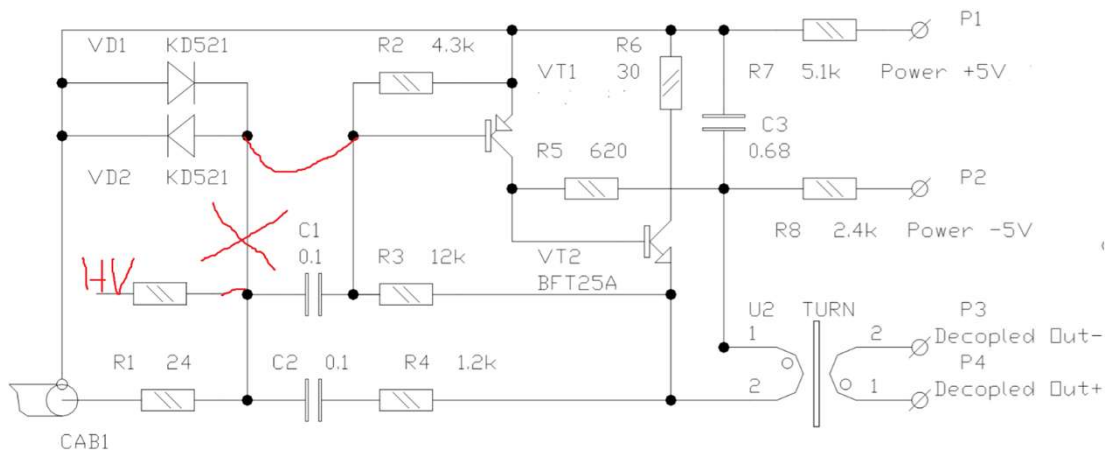 VD1 KD521
R2 4.3k
R6
30
P1
VT1
R7 5.1k
Power +5V
C3
0.68
R5 620
VD2 KD521
P2
C1
0.1
R8 2.4k
Power -5V
HV
R3 12k
VT2
BFT25A
U2 TURN
P3
1
2
Decopled Out-
R1 24
C2 0.1
R4 1.2k
P4
2
1
Decopled Out+
CAB1